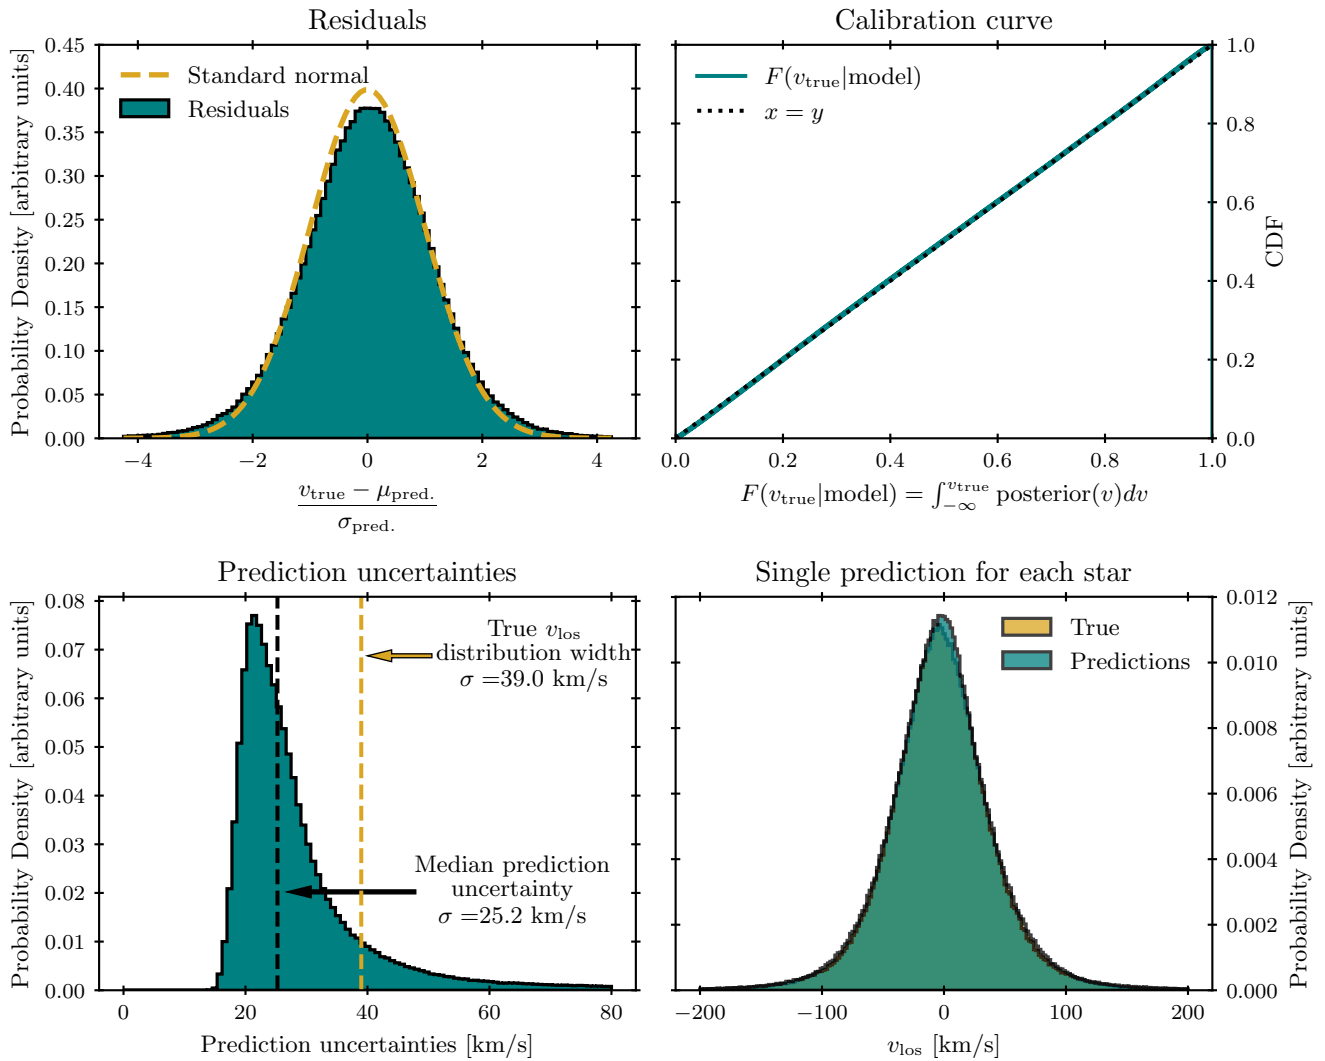 Residuals
Probability Density [arbitrary units]
0.45
0.40
0.35
0.30
0.25
0.20
0.15
0.10
0.05
0.00
Standard normal
Residuals
−4 −2 0 2 4
v_true − μ_pred.
σ_pred.
Calibration curve
F(v_true|model)
x = y
1.0
0.8
0.6
0.4
0.2
0.0
CDF
0.0 0.2 0.4 0.6 0.8 1.0
F(v_true|model) = ∫_{−∞}^{v_true} posterior(v)dv
Prediction uncertainties
Probability Density [arbitrary units]
0.08
0.07
0.06
0.05
0.04
0.03
0.02
0.01
0.00
True v_los
distribution width
σ =39.0 km/s
Median prediction
uncertainty
σ =25.2 km/s
0 20 40 60 80
Prediction uncertainties [km/s]
Single prediction for each star
True
Predictions
0.012
0.010
0.008
0.006
0.004
0.002
0.000
Probability Density [arbitrary units]
−200 −100 0 100 200
v_los [km/s]